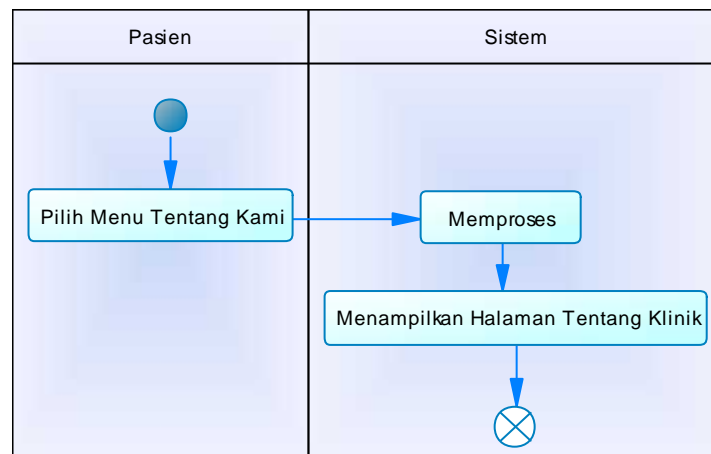 Pasien
Sistem
Pilih Menu Tentang Kami
Memproses
Menampilkan Halaman Tentang Klinik